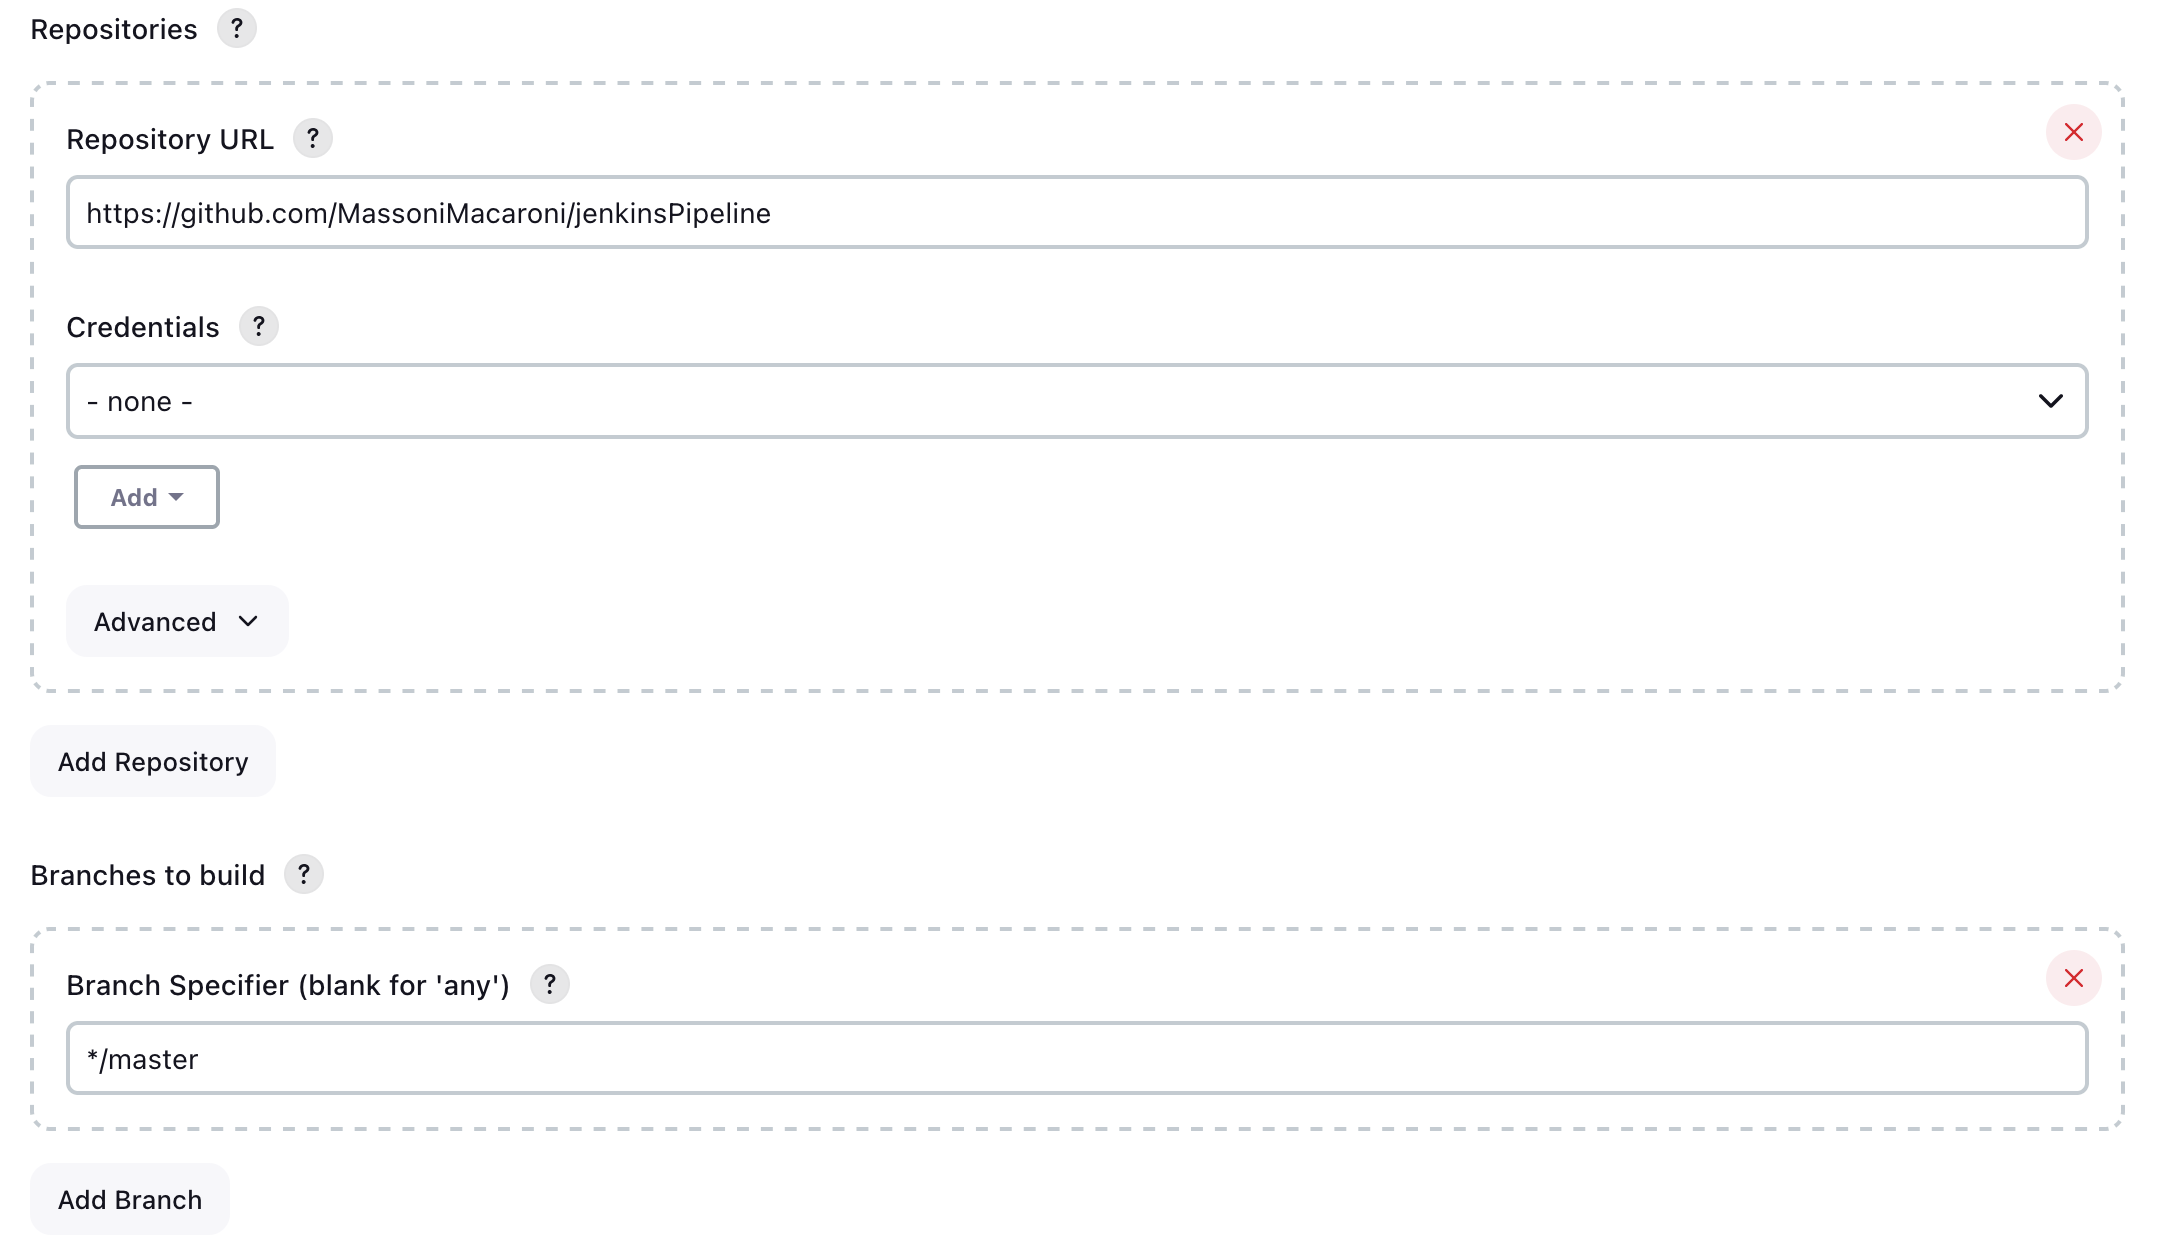 Repositories ?
Repository URL ?
https://github.com/MassoniMacaroni/jenkinsPipeline
Credentials ?
- none -
Add
Advanced
Add Repository
Branches to build ?
Branch Specifier (blank for 'any') ?
*/master
Add Branch